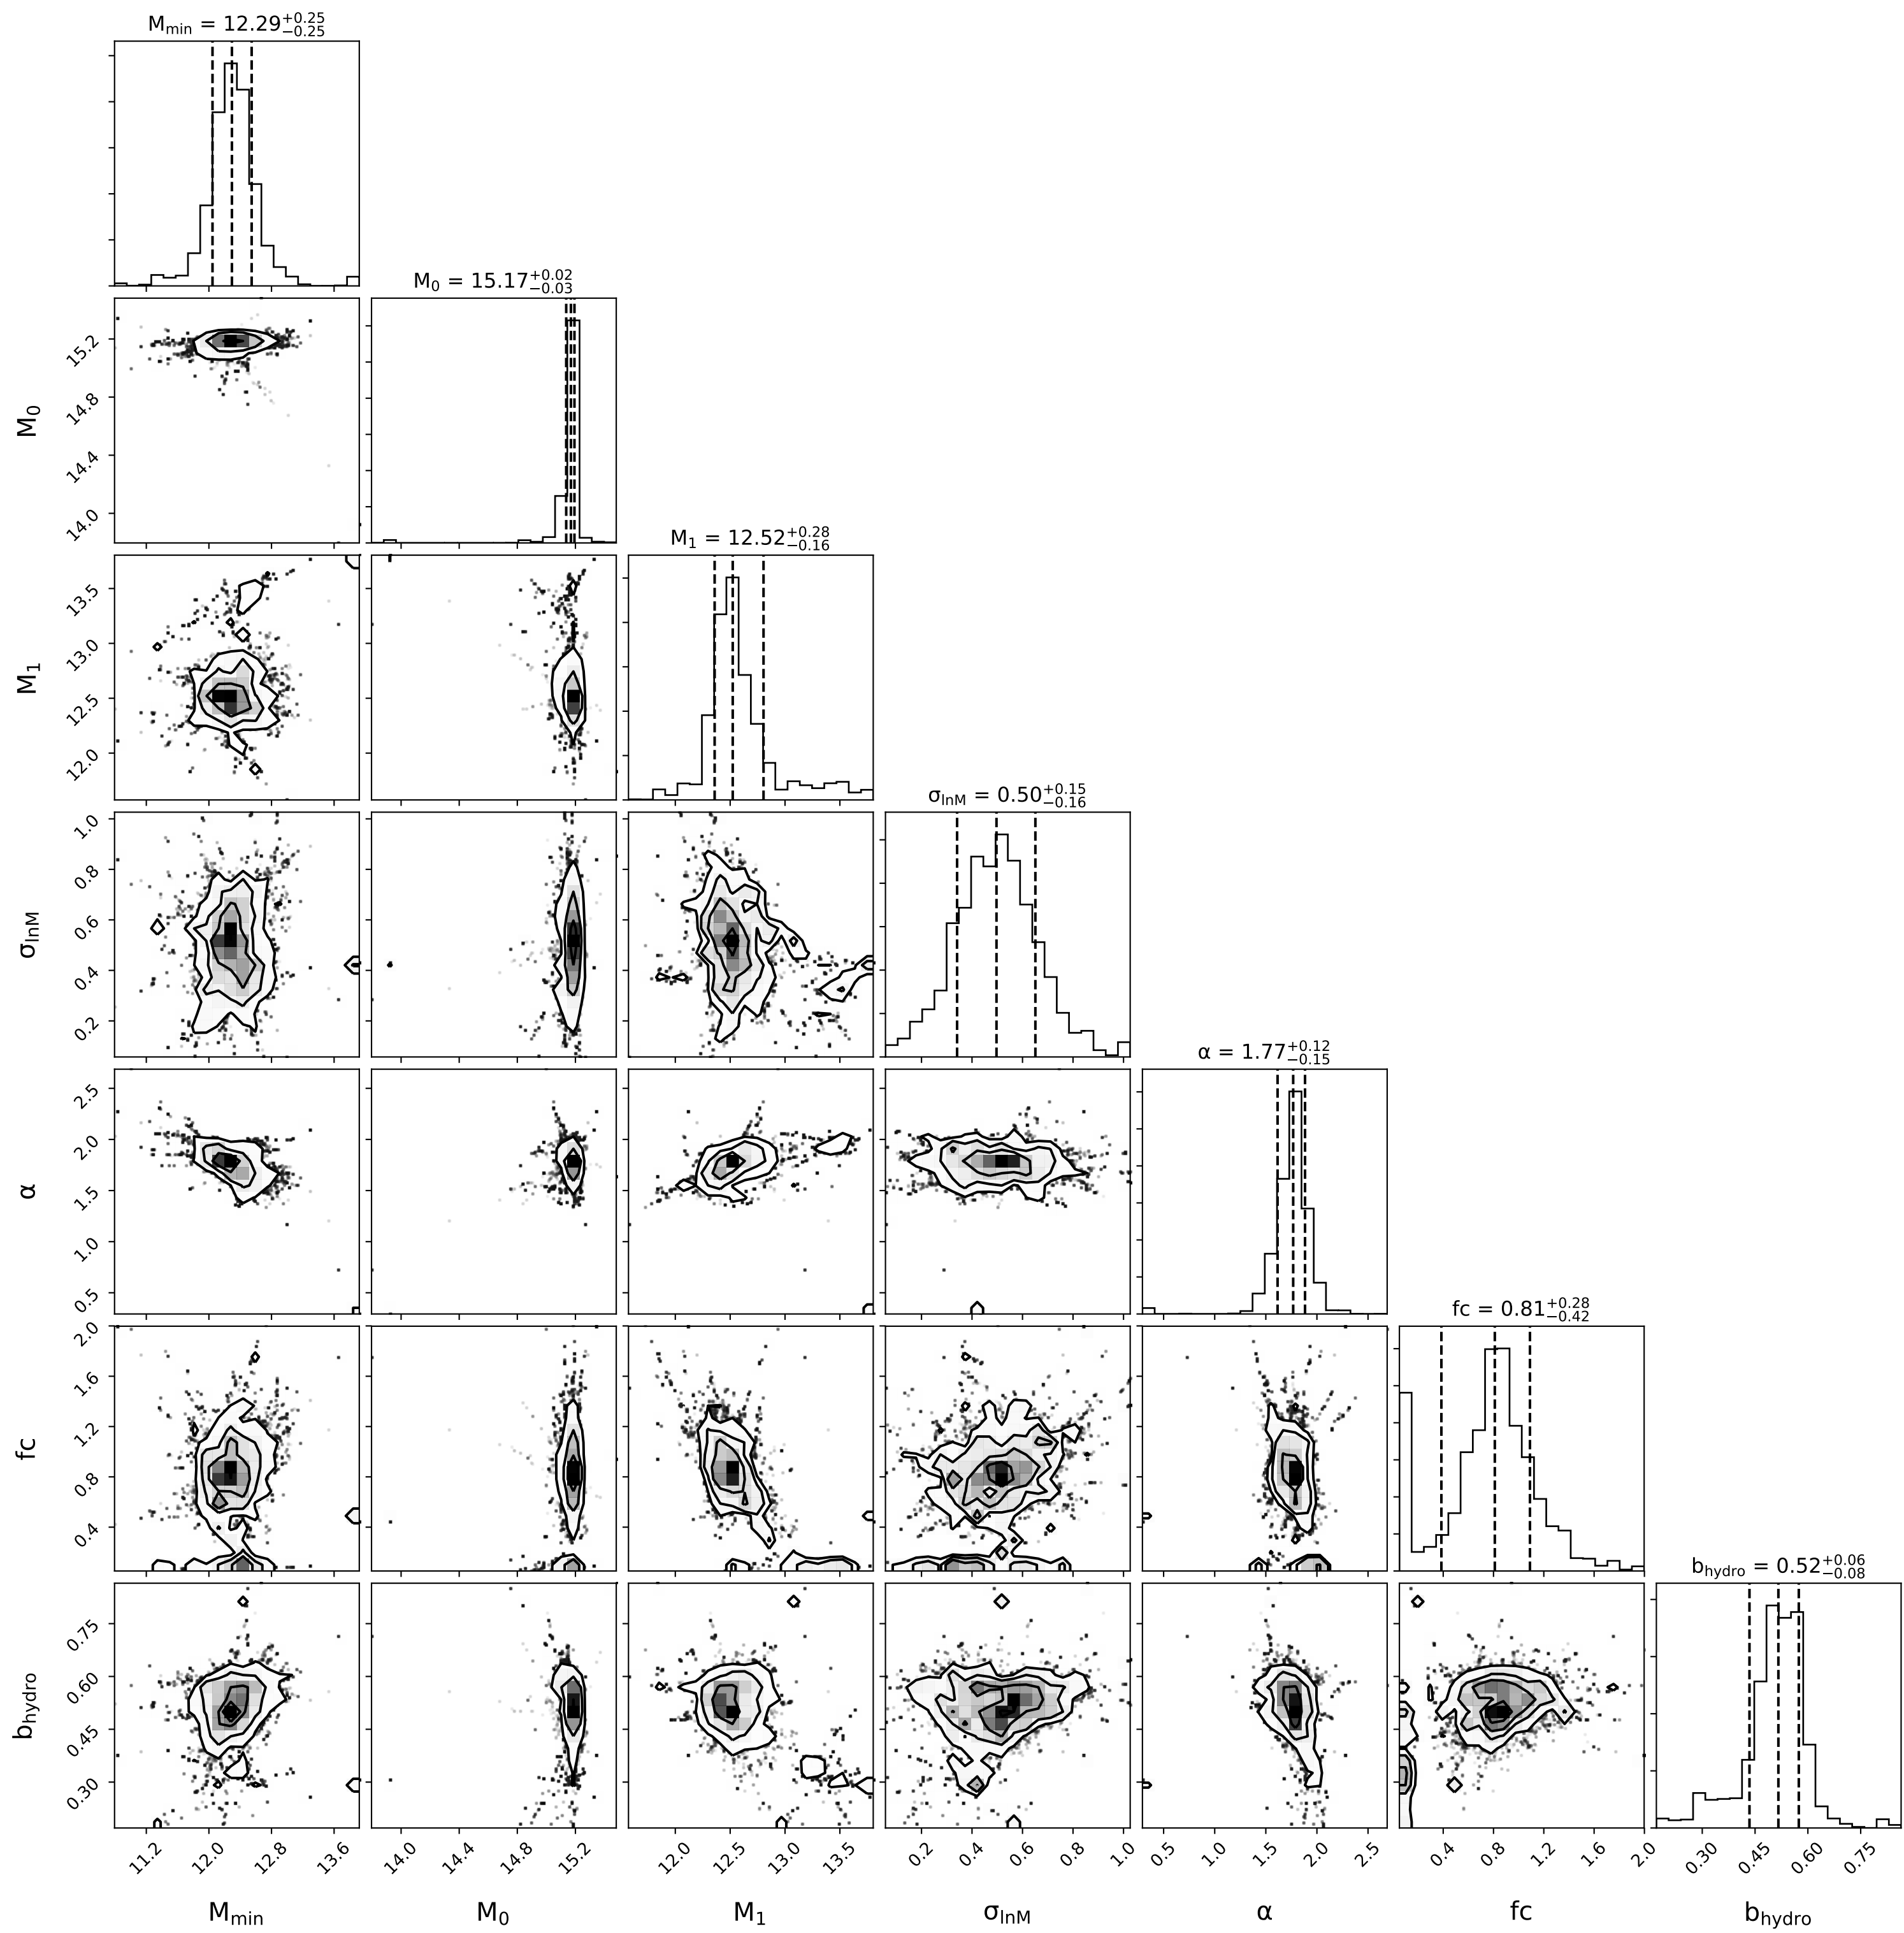 M_min = 12.29^{+0.25}_{−0.25}
M_0 = 15.17^{+0.02}_{−0.03}
15.2
14.8
14.4
14.0
M_0
M_1 = 12.52^{+0.28}_{−0.16}
13.5
13.0
12.5
12.0
M_1
σ_lnM = 0.50^{+0.15}_{−0.16}
1.0
0.8
0.6
0.4
0.2
σ_lnM
α = 1.77^{+0.12}_{−0.15}
2.5
2.0
1.5
1.0
0.5
α
fc = 0.81^{+0.28}_{−0.42}
2.0
1.6
1.2
0.8
0.4
fc
b_hydro = 0.52^{+0.06}_{−0.08}
0.75
0.60
0.45
0.30
b_hydro
11.2 12.0 12.8 13.6 14.0 14.4 14.8 15.2 12.0 12.5 13.0 13.5 0.2 0.4 0.6 0.8 1.0 0.5 1.0 1.5 2.0 2.5 0.4 0.8 1.2 1.6 2.0 0.30 0.45 0.60 0.75
M_min M_0 M_1 σ_lnM α fc b_hydro